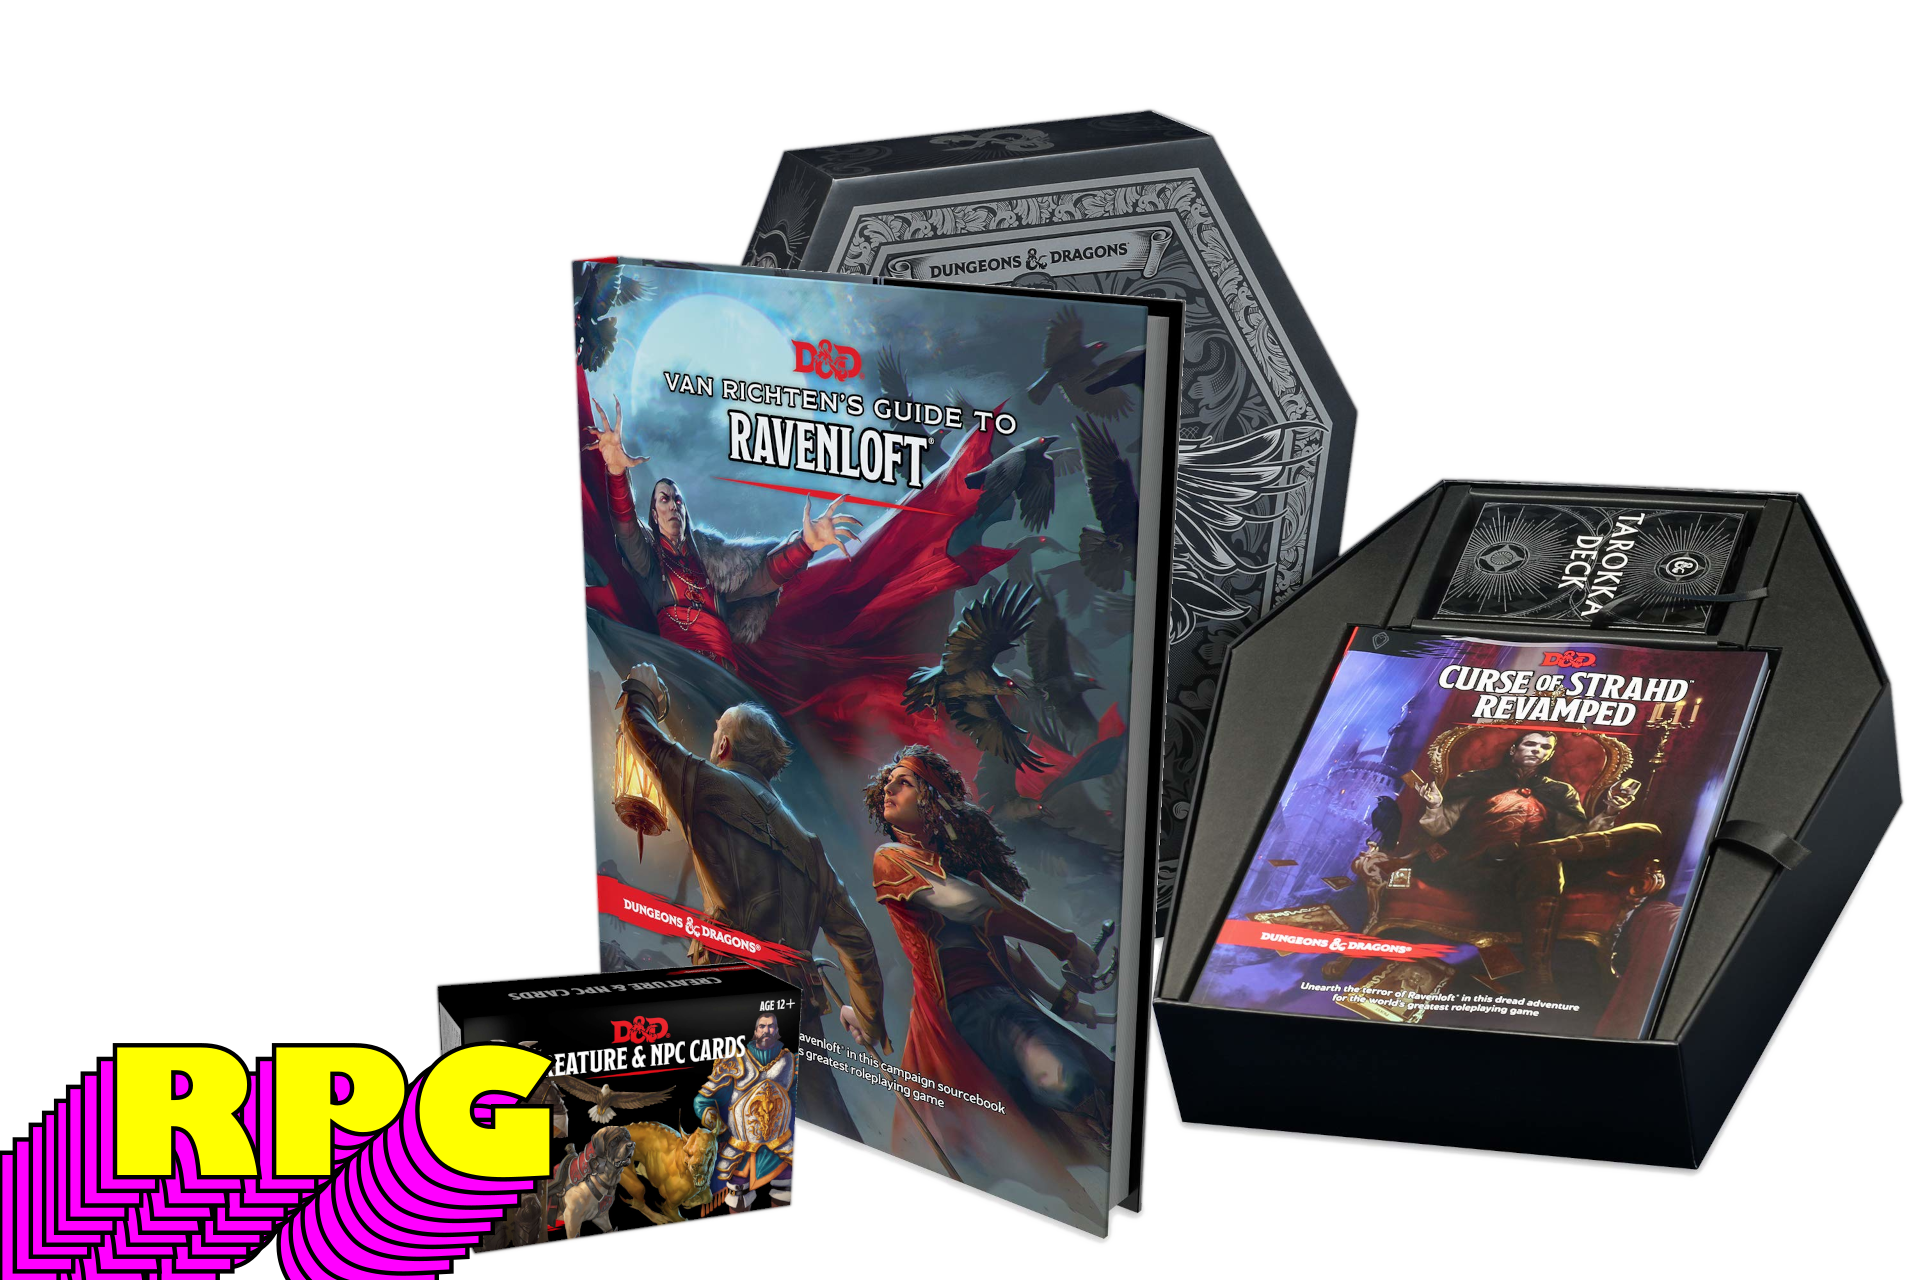 DUNGEONS & DRAGONS
D&D
VAN RICHTEN'S GUIDE TO
RAVENLOFT®
DUNGEONS & DRAGONS®
avenloft® in this campaign sourcebook
s greatest roleplaying game
TAROKKA
DECK
D&D
CURSE OF STRAHD™
REVAMPED
DUNGEONS & DRAGONS®
Unearth the terror of Ravenloft® in this dread adventure
for the world's greatest roleplaying game
CREATURE & NPC CARDS
AGE 12+
D&D
REATURE & NPC CARDS
RPG